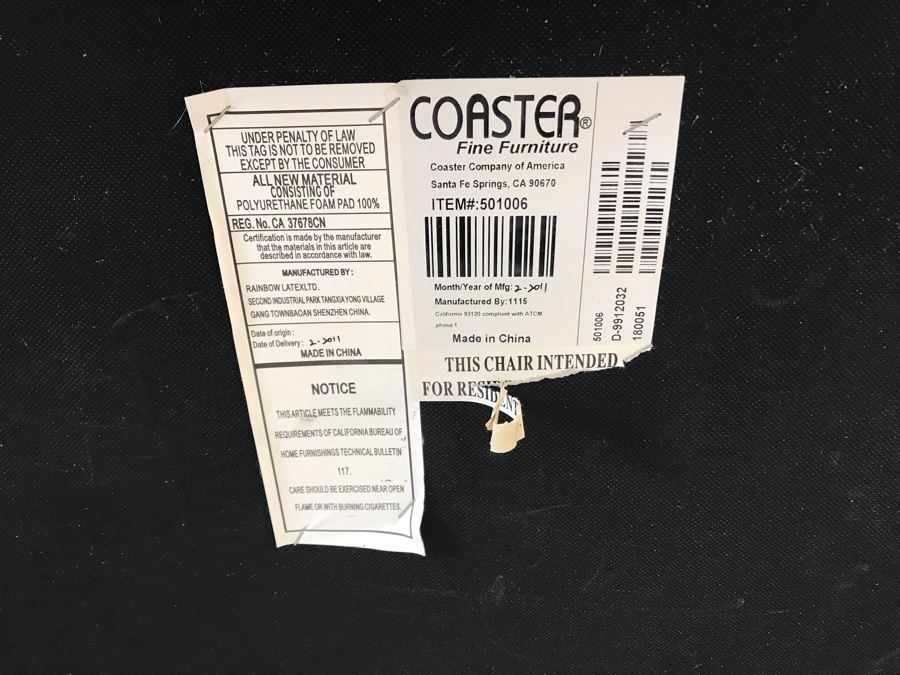 UNDER PENALTY OF LAW
THIS TAG IS NOT TO BE REMOVED
EXCEPT BY THE CONSUMER
ALL NEW MATERIAL
CONSISTING OF
POLYURETHANE FOAM PAD 100%
REG. No. CA 37678CN
Certification is made by the manufacturer
that the materials in this article are
described in accordance with law.
MANUFACTURED BY:
RAINBOW LATEXLTD.
SECOND INDUSTRIAL PARK TANGXIA YONG VILLAGE
GANG TOWNBAOAN SHENZHEN CHINA.
Date of origin:
Date of Delivery: 2-2011
MADE IN CHINA
NOTICE
THIS ARTICLE MEETS THE FLAMMABILITY
REQUIREMENTS OF CALIFORNIA BUREAU OF
HOME FURNISHINGS TECHNICAL BULLETIN
117.
CARE SHOULD BE EXERCISED NEAR OPEN
FLAME OR WITH BURNING CIGARETTES.
COASTER®
Fine Furniture
Coaster Company of America
Santa Fe Springs, CA 90670
ITEM#:501006
Month/Year of Mfg: 2-2011
Manufactured By: 1115
California 93120 compliant with ATCM
phase 1
Made in China
501006
D-9912032
180051
THIS CHAIR INTENDED
FOR RESIDENT